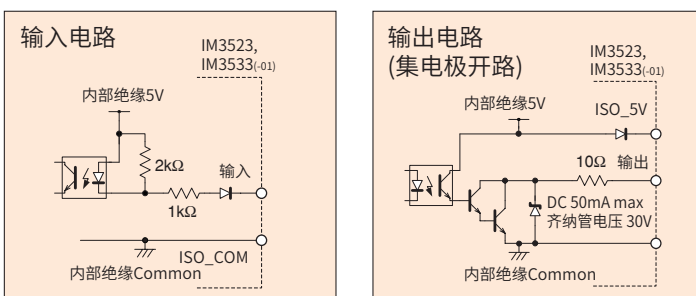 输入电路
IM3523,
IM3533(-01)
内部绝缘5V
2kΩ
输入
1kΩ
ISO_COM
内部绝缘Common
输出电路
(集电极开路)
IM3523,
IM3533(-01)
内部绝缘5V
ISO_5V
10Ω 输出
DC 50mA max
齐纳管电压 30V
内部绝缘Common